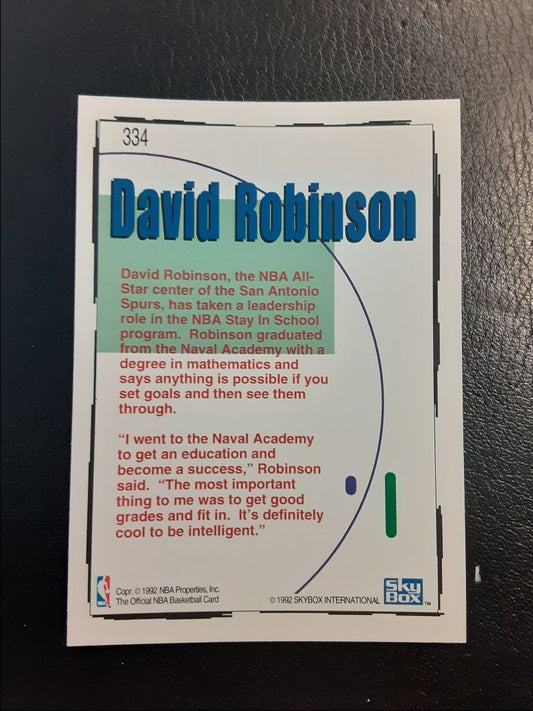 334
David Robinson
David Robinson, the NBA All-
Star center of the San Antonio
Spurs, has taken a leadership
role in the NBA Stay In School
program. Robinson graduated
from the Naval Academy with a
degree in mathematics and
says anything is possible if you
set goals and then see them
through.
“I went to the Naval Academy
to get an education and
become a success,” Robinson
said. “The most important
thing to me was to get good
grades and fit in. It’s definitely
cool to be intelligent.”
Copr. © 1992 NBA Properties, Inc.
The Official NBA Basketball Card
© 1992 SKYBOX INTERNATIONAL
SkyBox™